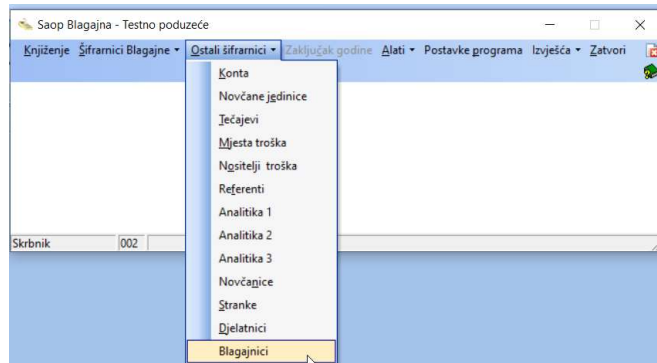 Saop Blagajna - Testno poduzeće
Knjiženje Šifrarnici Blagajne Ostali šifrarnici Zaključak godine Alati Postavke programa Izvješća Zatvori
Konta
Novčane jedinice
Tečajevi
Mjesta troška
Nositelji troška
Referenti
Analitika 1
Analitika 2
Analitika 3
Novčanice
Stranke
Djelatnici
Blagajnici
Skrbnik 002